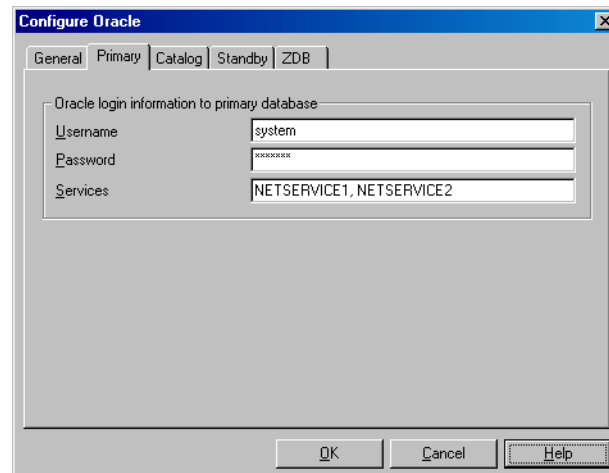 Configure Oracle
General Primary Catalog Standby ZDB
Oracle login information to primary database
Username system
Password *******
Services NETSERVICE1, NETSERVICE2
OK Cancel Help